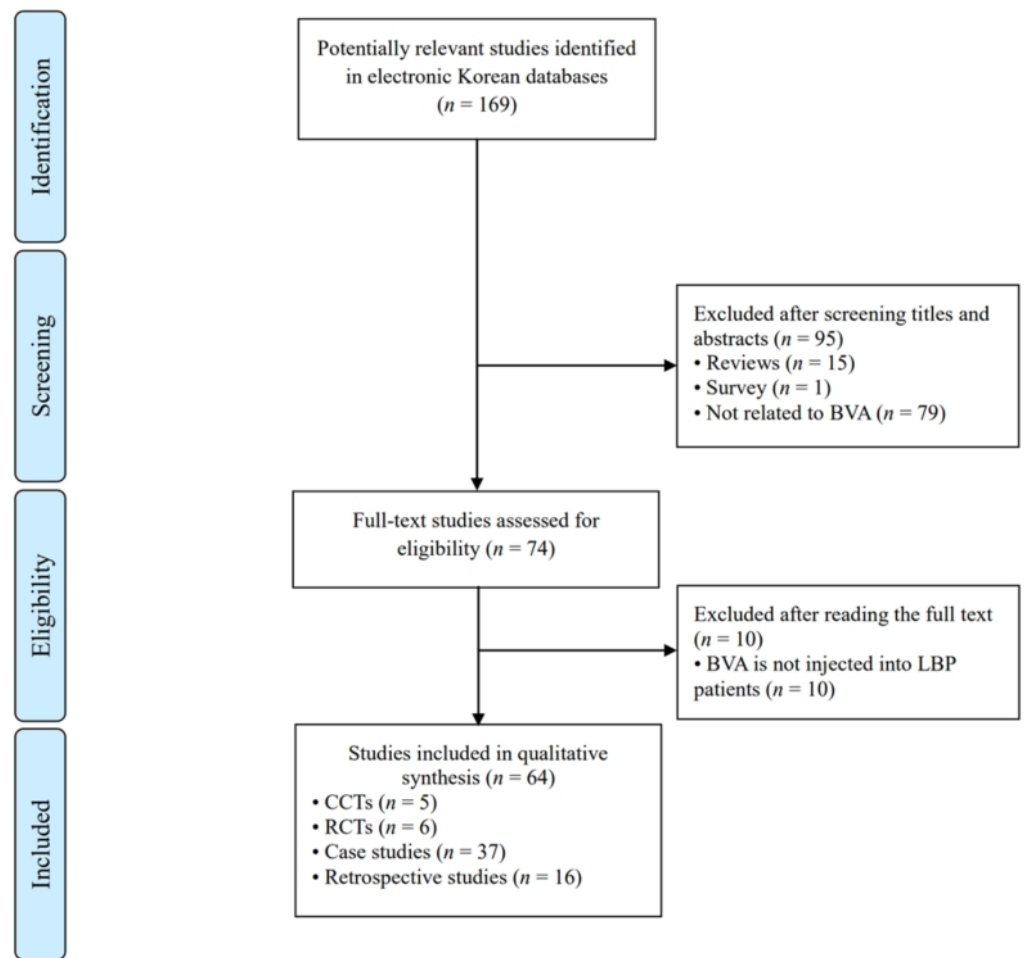 Identification
Potentially relevant studies identified
in electronic Korean databases
(n = 169)
Screening
Excluded after screening titles and
abstracts (n = 95)
• Reviews (n = 15)
• Survey (n = 1)
• Not related to BVA (n = 79)
Eligibility
Full-text studies assessed for
eligibility (n = 74)
Excluded after reading the full text
(n = 10)
• BVA is not injected into LBP
patients (n = 10)
Included
Studies included in qualitative
synthesis (n = 64)
• CCTs (n = 5)
• RCTs (n = 6)
• Case studies (n = 37)
• Retrospective studies (n = 16)